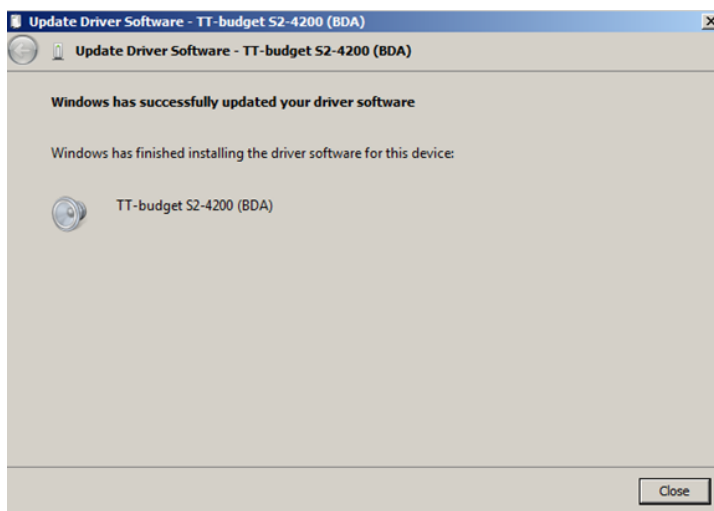 Update Driver Software - TT-budget S2-4200 (BDA)
Update Driver Software - TT-budget S2-4200 (BDA)
Windows has successfully updated your driver software
Windows has finished installing the driver software for this device:
TT-budget S2-4200 (BDA)
Close